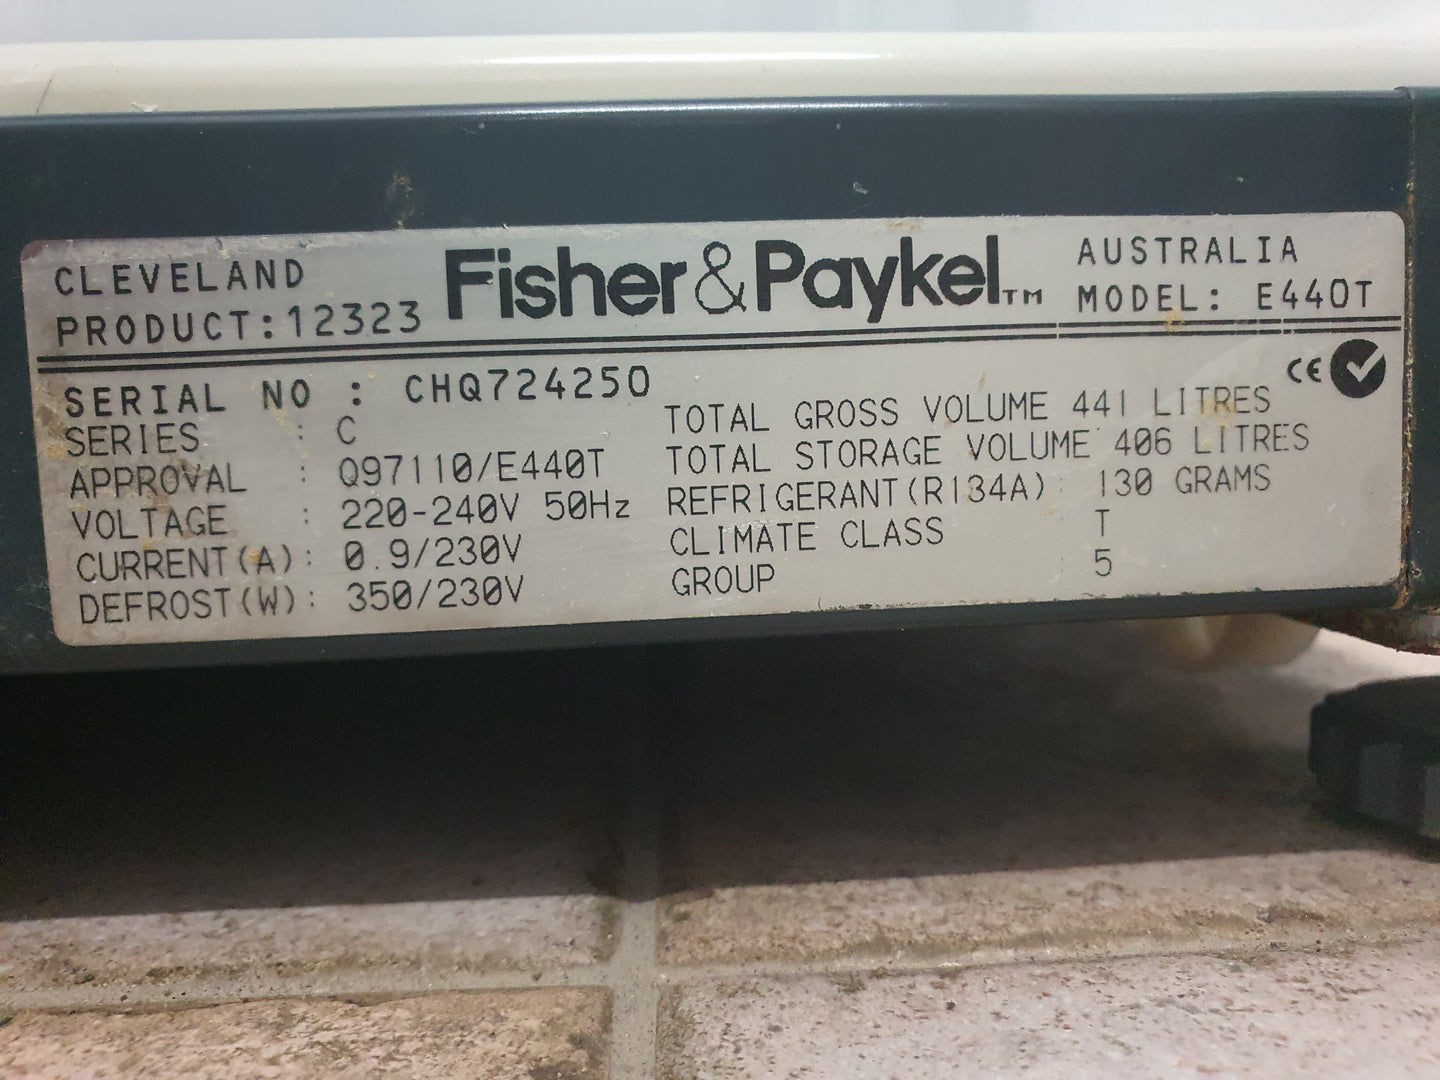 CLEVELAND
PRODUCT:12323
Fisher&Paykel™
AUSTRALIA
MODEL: E440T
CE
SERIAL NO : CHQ724250
SERIES : C
APPROVAL : Q97110/E440T
VOLTAGE : 220-240V 50Hz
CURRENT(A): 0.9/230V
DEFROST(W): 350/230V
TOTAL GROSS VOLUME 441 LITRES
TOTAL STORAGE VOLUME 406 LITRES
REFRIGERANT(R134A) : 130 GRAMS
CLIMATE CLASS : T
GROUP : 5